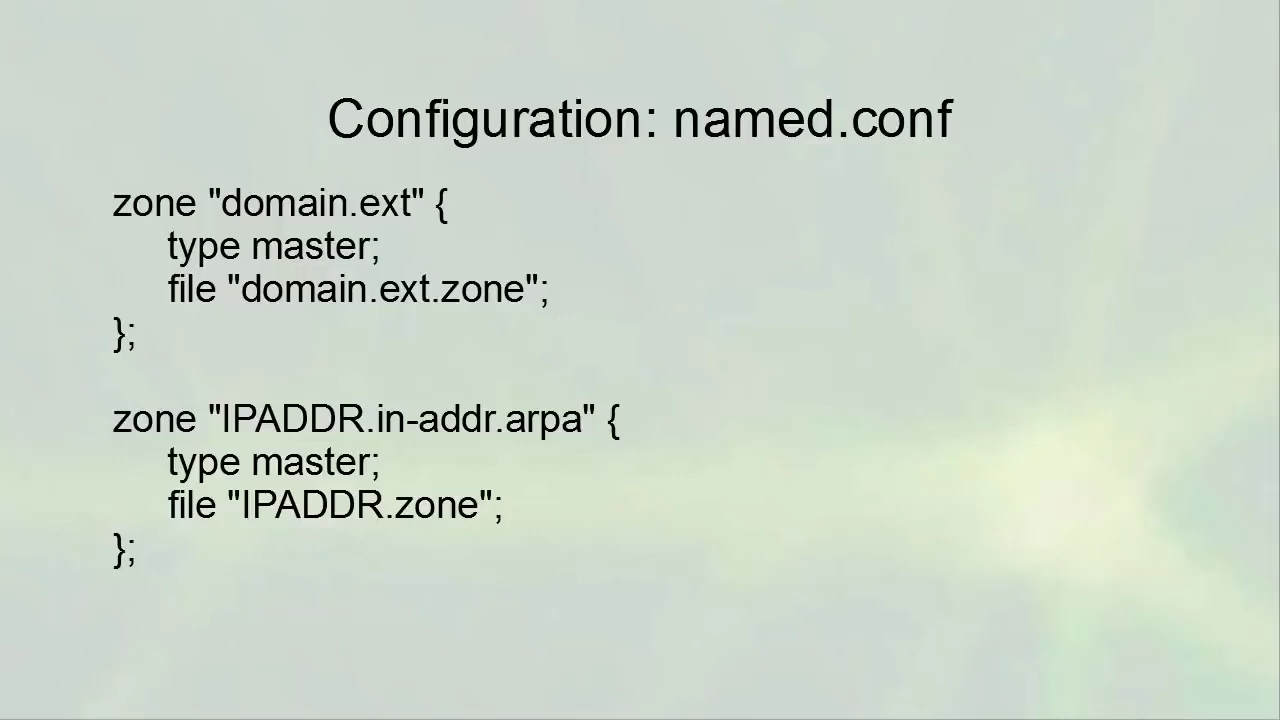 Configuration: named.conf
zone "domain.ext" {
type master;
file "domain.ext.zone";
};
zone "IPADDR.in-addr.arpa" {
type master;
file "IPADDR.zone";
};